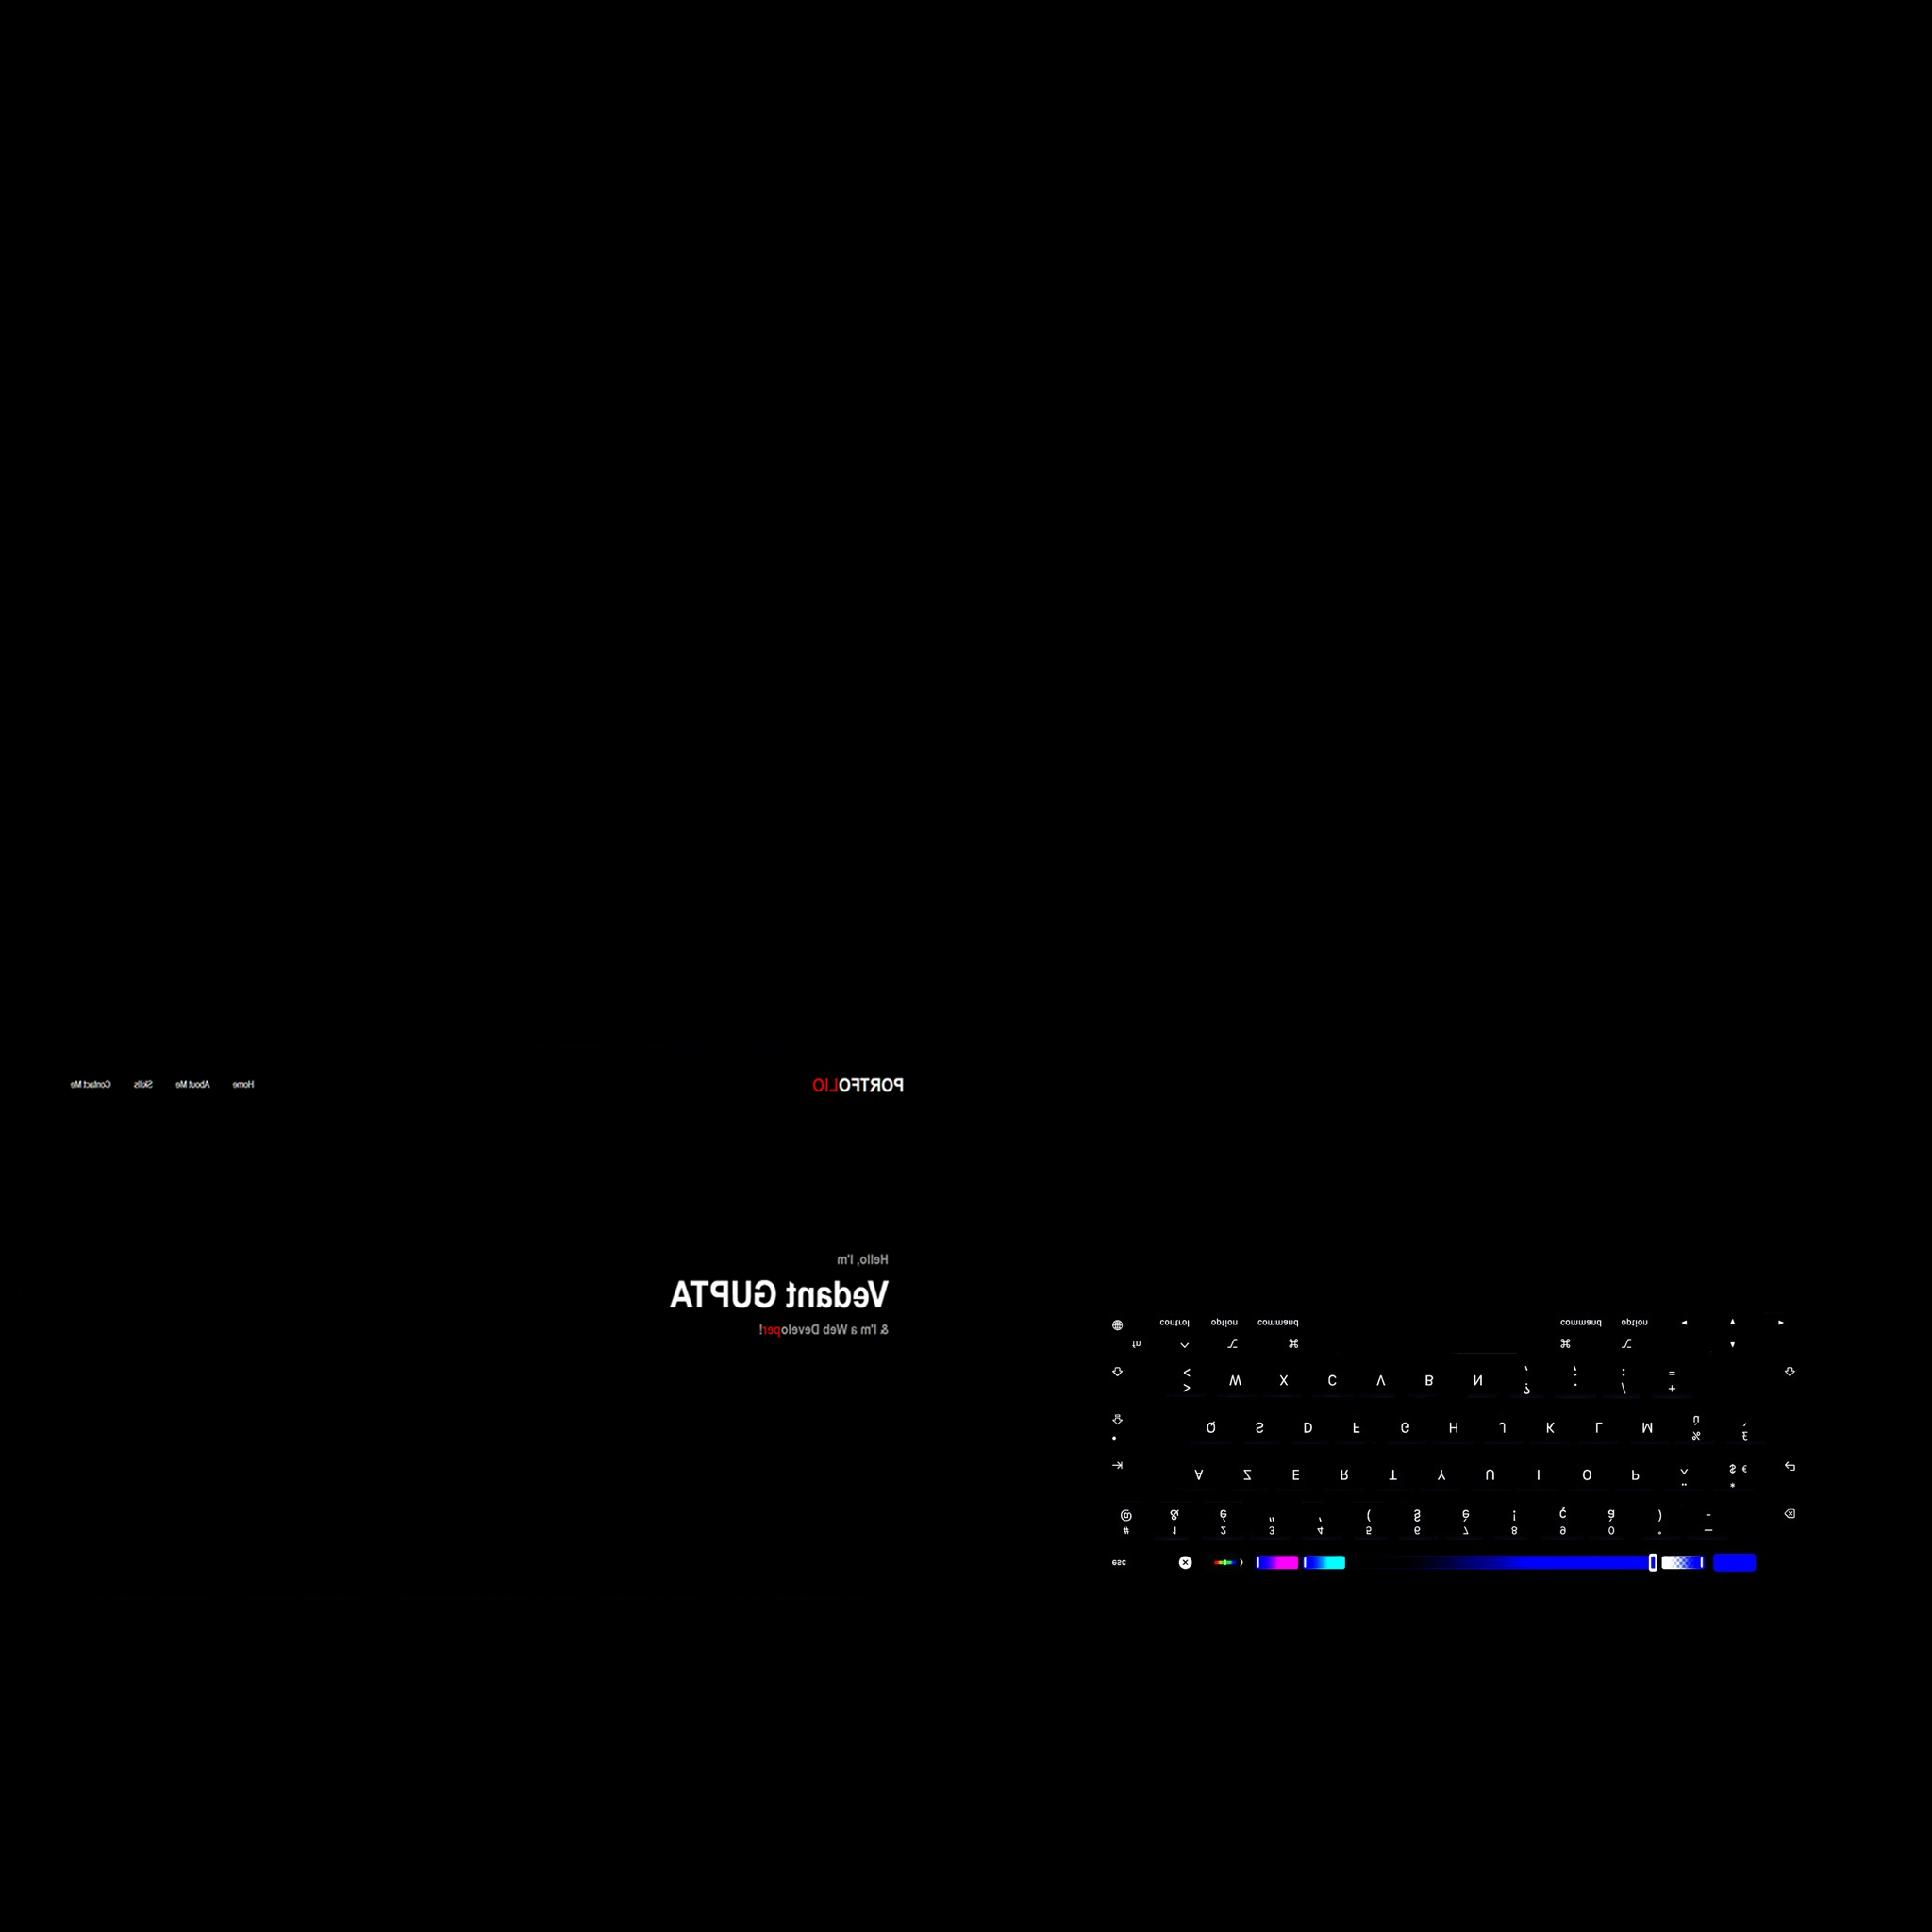 PORTFOLIO
Home About Me Skills Contact Me
Hello, I'm
Vedant GUPTA
& I'm a Web Developer!
esc
# 1 2 3 4 5 6 7 8 9 0 ° _
@ & é " ' ( § è ! ç à ) -
¨ *
A Z E R T Y U I O P ^ $ €
% £
Q S D F G H J K L M ù `
> ? . / +
< W X C V B N , ; : =
fn ⌃ ⌥ ⌘ ⌘ ⌥
control option command command option